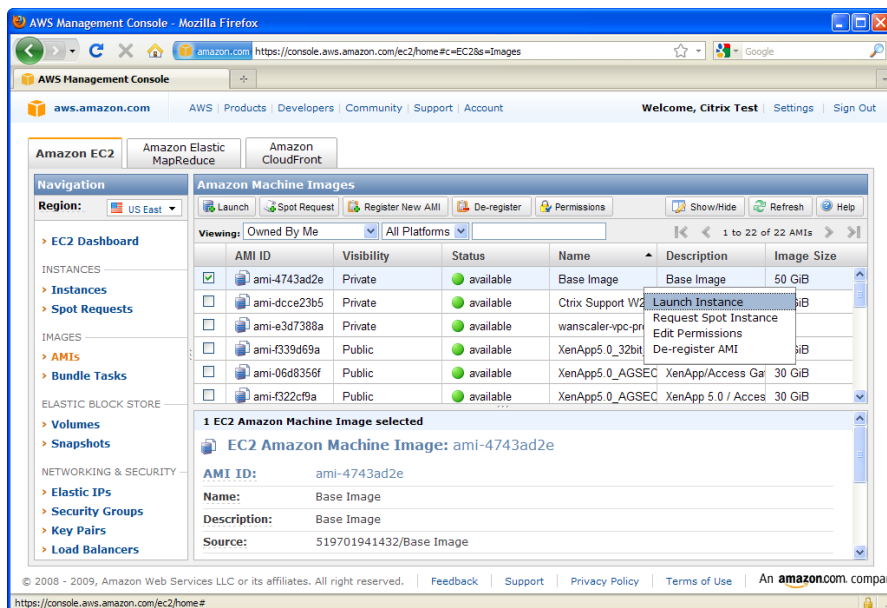 AWS Management Console - Mozilla Firefox
amazon.com https://console.aws.amazon.com/ec2/home#c=EC2&s=Images
Google
AWS Management Console
aws.amazon.com AWS | Products | Developers | Community | Support | Account Welcome, Citrix Test | Settings | Sign Out
Amazon EC2
Amazon Elastic MapReduce
Amazon CloudFront
Navigation
Region: US East
> EC2 Dashboard
INSTANCES
> Instances
> Spot Requests
IMAGES
> AMIs
> Bundle Tasks
ELASTIC BLOCK STORE
> Volumes
> Snapshots
NETWORKING & SECURITY
> Elastic IPs
> Security Groups
> Key Pairs
> Load Balancers
Amazon Machine Images
Launch Spot Request Register New AMI De-register Permissions Show/Hide Refresh Help
Viewing: Owned By Me All Platforms 1 to 22 of 22 AMIs
AMI ID Visibility Status Name Description Image Size
ami-4743ad2e Private available Base Image Base Image 50 GiB
ami-dcce23b5 Private available Ctrix Support W2 iB
ami-e3d7388a Private available wanscaler-vpc-pr
ami-f339d69a Public available XenApp5.0_32bit iB
ami-06d8356f Public available XenApp5.0_AGSEC XenApp/Access Ga 30 GiB
ami-f322cf9a Public available XenApp5.0_AGSEC XenApp 5.0 / Acces 30 GiB
Launch Instance
Request Spot Instance
Edit Permissions
De-register AMI
1 EC2 Amazon Machine Image selected
EC2 Amazon Machine Image: ami-4743ad2e
AMI ID: ami-4743ad2e
Name: Base Image
Description: Base Image
Source: 519701941432/Base Image
© 2008 - 2009, Amazon Web Services LLC or its affiliates. All right reserved. | Feedback | Support | Privacy Policy | Terms of Use | An amazon.com. compa
https://console.aws.amazon.com/ec2/home#